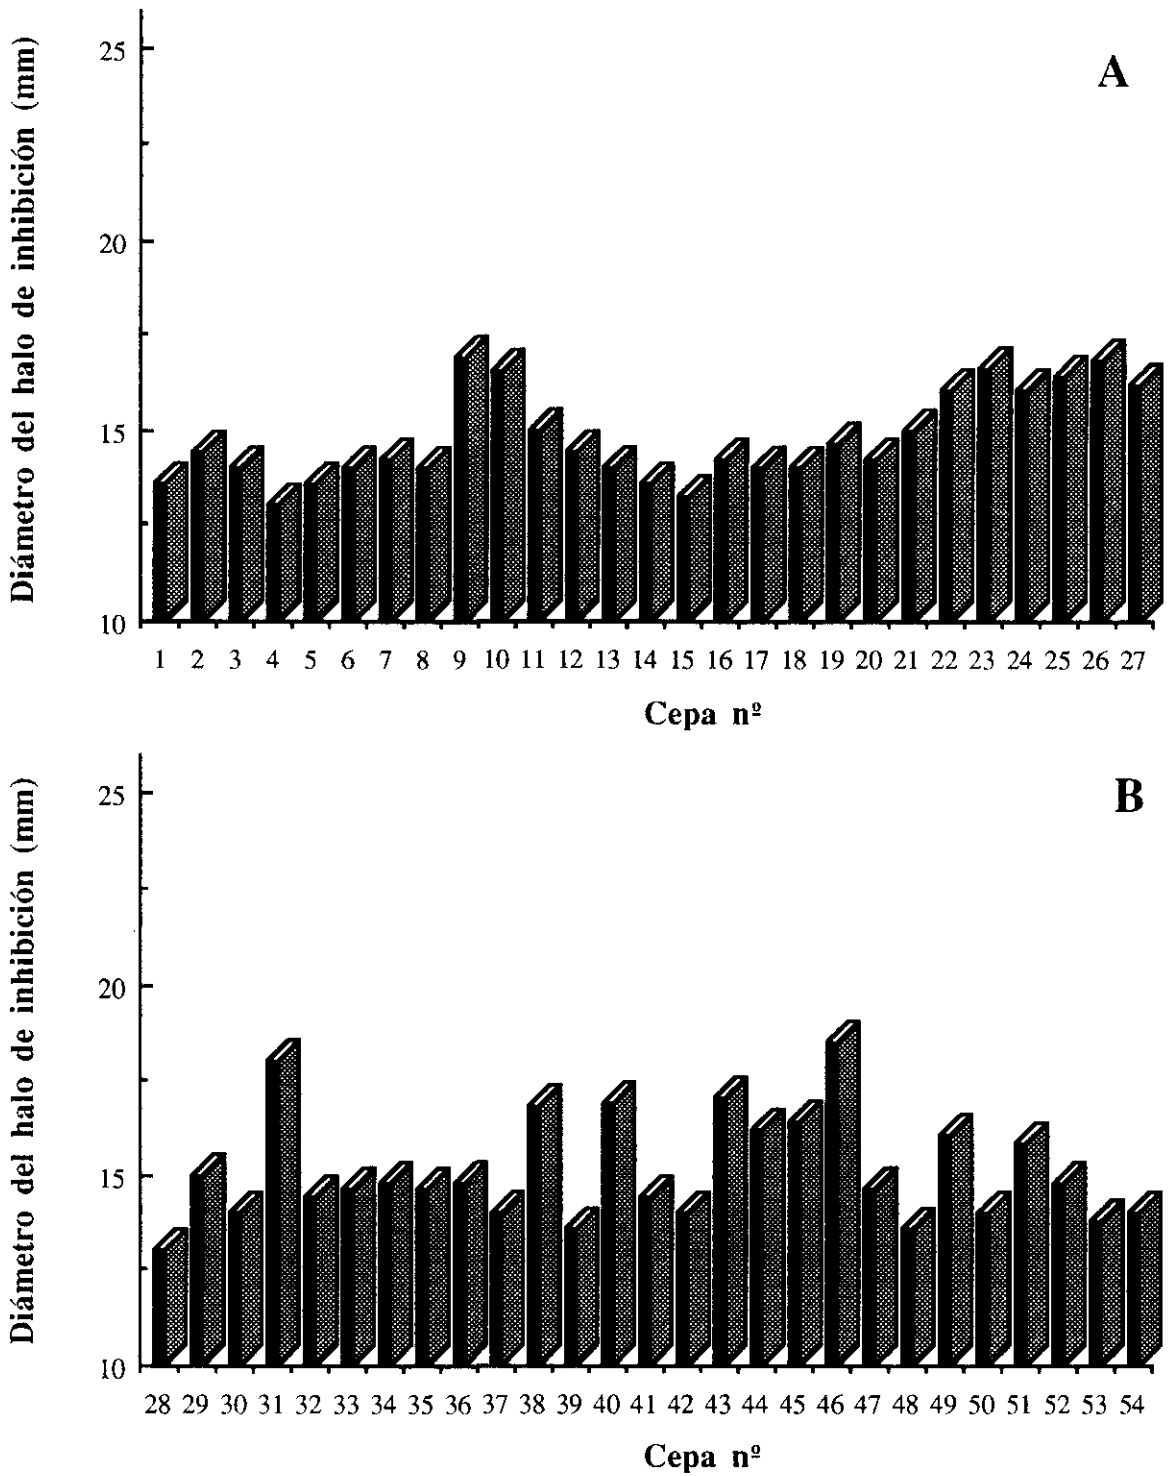 Diámetro del halo de inhibición (mm)
A
25
20
15
10
1 2 3 4 5 6 7 8 9 10 11 12 13 14 15 16 17 18 19 20 21 22 23 24 25 26 27
Cepa nº
Diámetro del halo de inhibición (mm)
B
25
20
15
10
28 29 30 31 32 33 34 35 36 37 38 39 40 41 42 43 44 45 46 47 48 49 50 51 52 53 54
Cepa nº